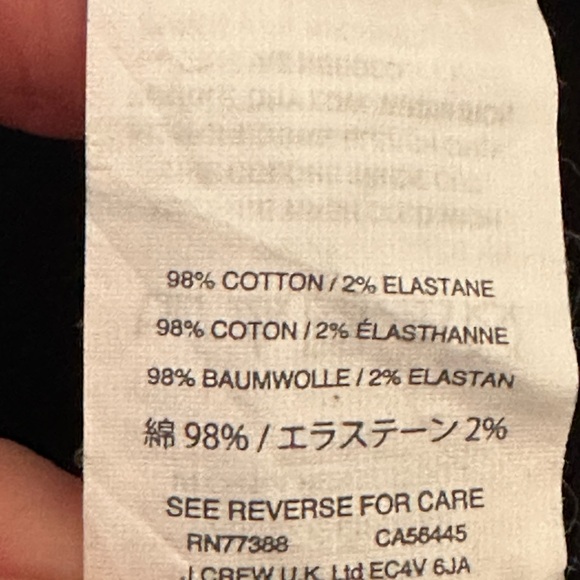 98% COTTON / 2% ELASTANE
98% COTON / 2% ÉLASTHANNE
98% BAUMWOLLE / 2% ELASTAN
綿 98% / エラステーン 2%
SEE REVERSE FOR CARE
RN77388 CA56445
J.CREW U.K. Ltd EC4V 6JA